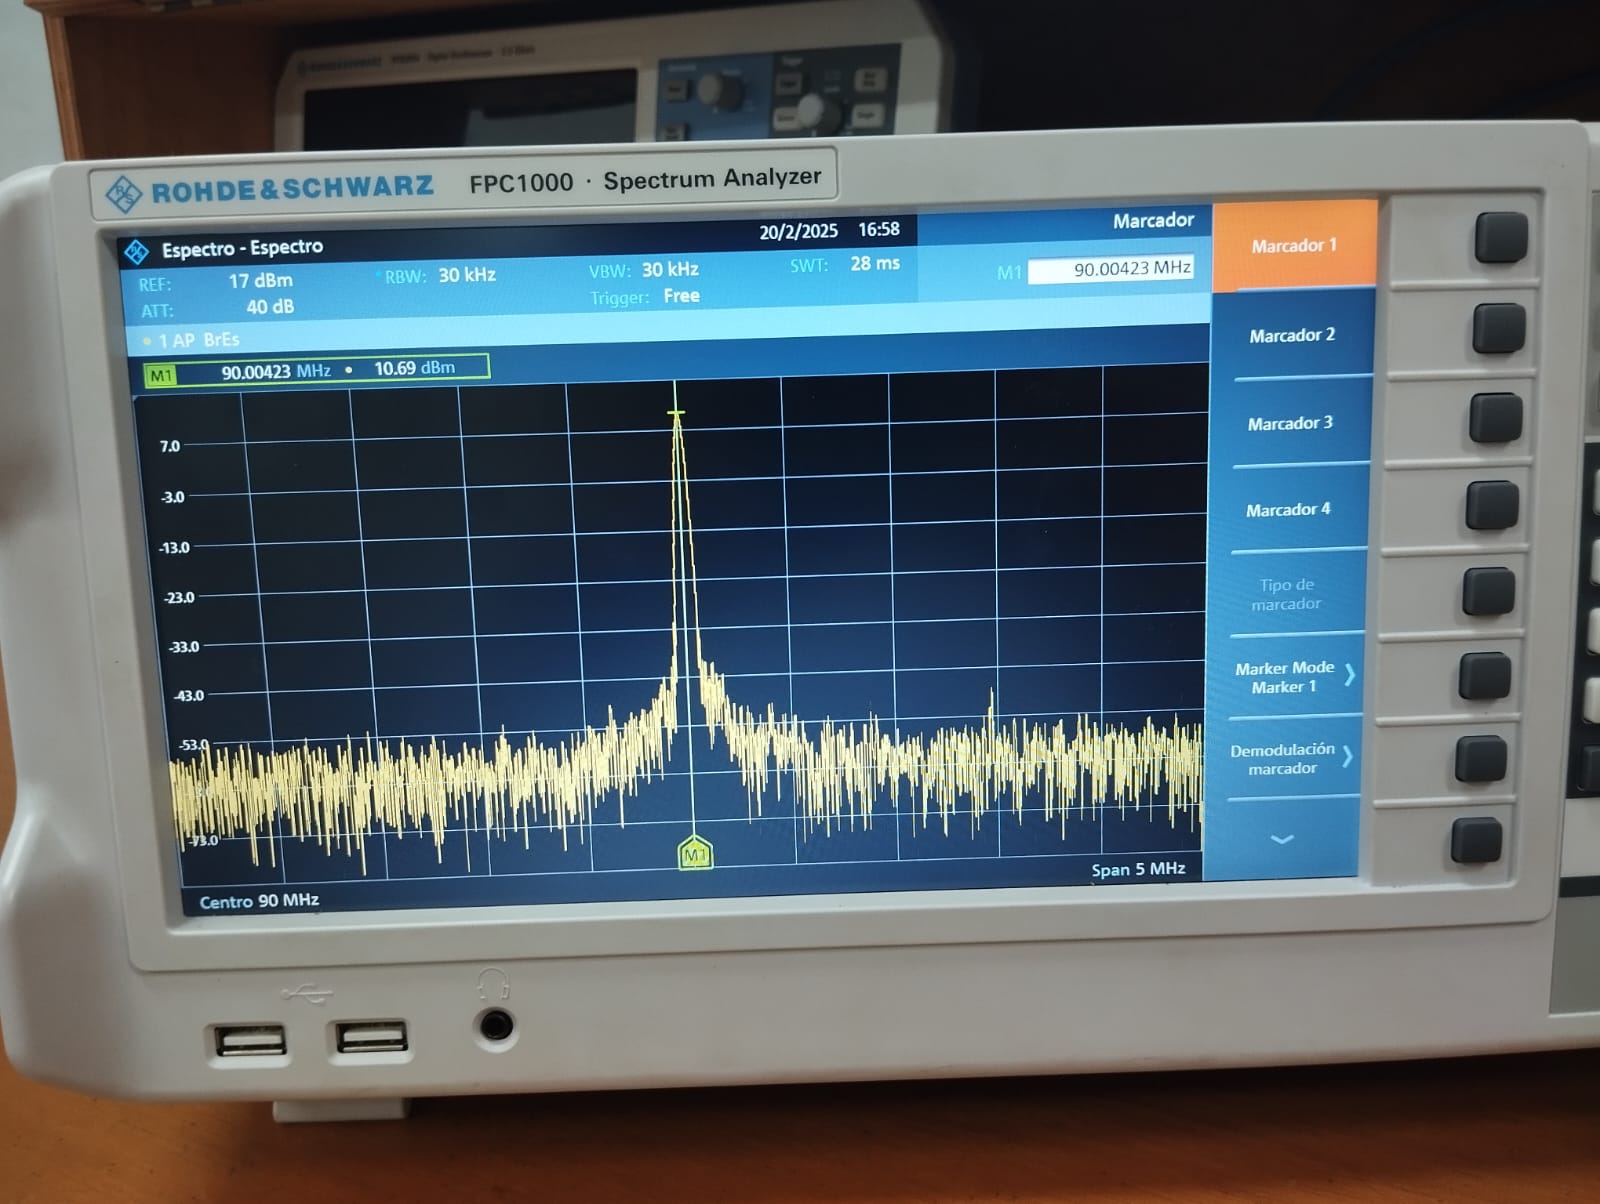 ROHDE&SCHWARZ FPC1000 · Spectrum Analyzer
Espectro - Espectro 20/2/2025 16:58 Marcador
REF: 17 dBm RBW: 30 kHz VBW: 30 kHz SWT: 28 ms M1 90.00423 MHz
ATT: 40 dB Trigger: Free
1 AP BrEs
M1 90.00423 MHz • 10.69 dBm
7.0
-3.0
-13.0
-23.0
-33.0
-43.0
-53.0
-73.0
M1
Centro 90 MHz Span 5 MHz
Marcador 1
Marcador 2
Marcador 3
Marcador 4
Tipo de
marcador
Marker Mode
Marker 1
Demodulación
marcador